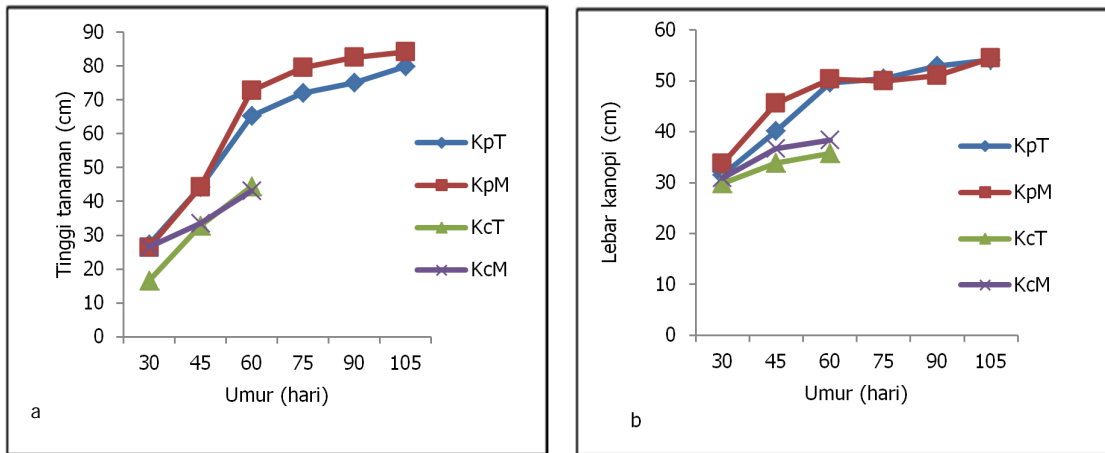 90
80
70
60
50
40
30
20
10
0
Tinggi tanaman (cm)
30 45 60 75 90 105
Umur (hari)
KpT
KpM
KcT
KcM
a
60
50
40
30
20
10
0
Lebar kanopi (cm)
30 45 60 75 90 105
Umur (hari)
KpT
KpM
KcT
KcM
b